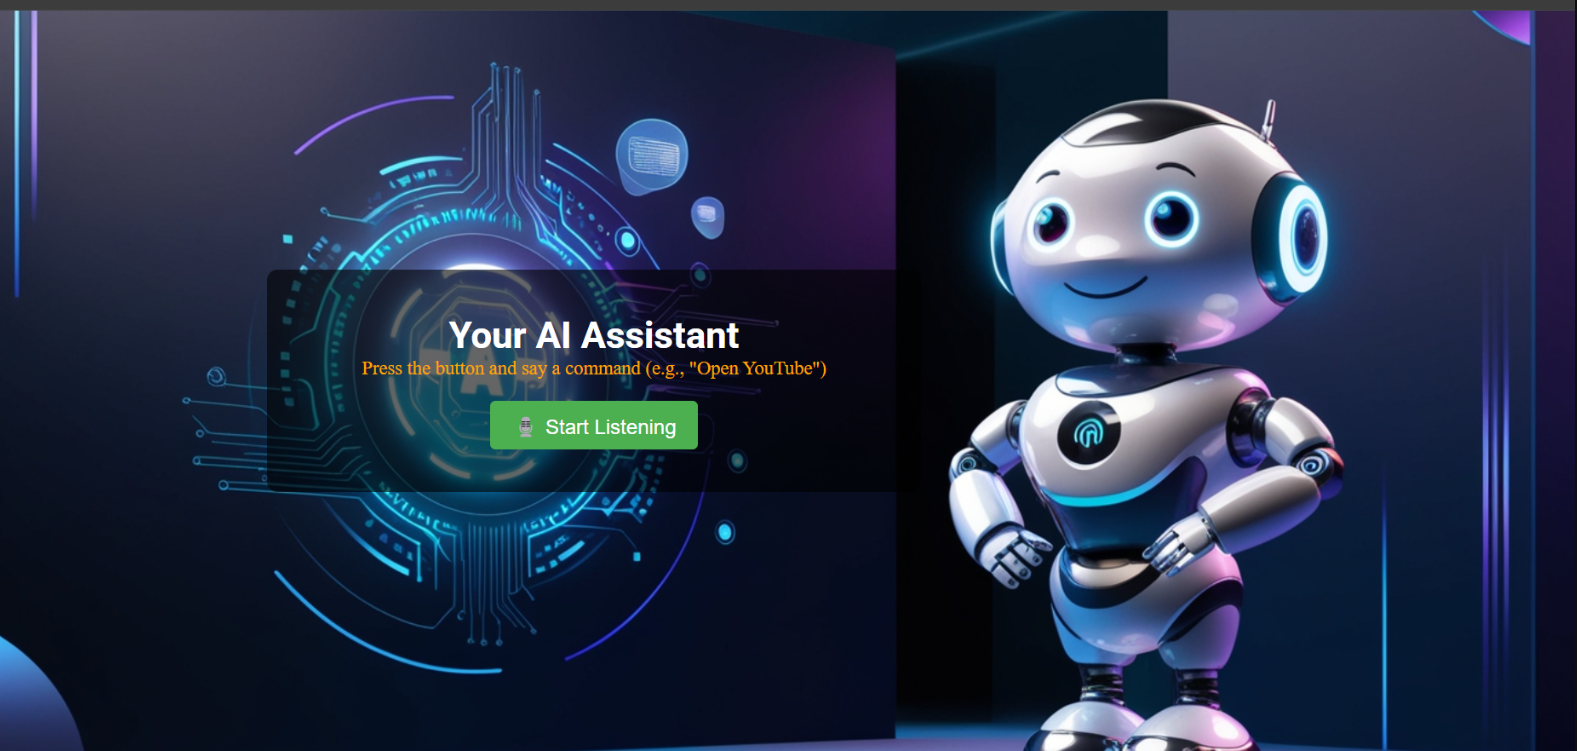 Your AI Assistant
Press the button and say a command (e.g., "Open YouTube")
🎙️ Start Listening